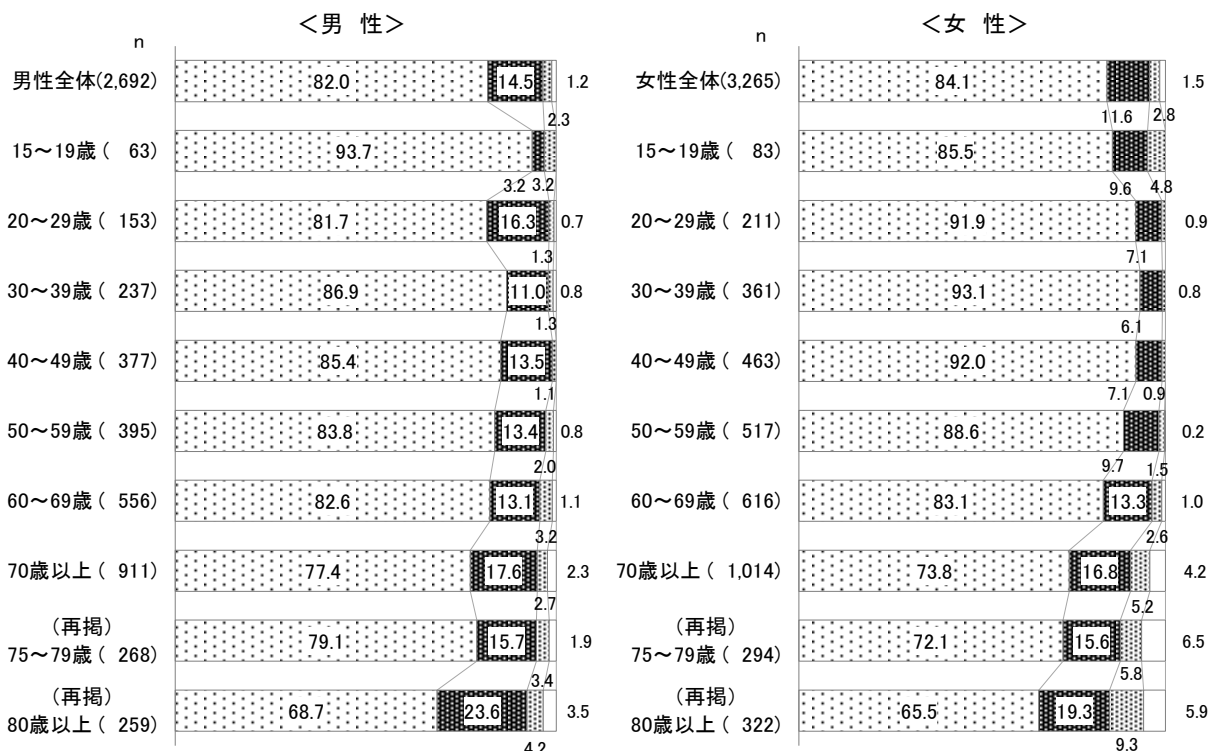 ＜男 性＞
n
男性全体(2,692) 82.0 14.5 1.2
2.3
15～19歳( 63) 93.7
3.2 3.2
20～29歳( 153) 81.7 16.3 0.7
1.3
30～39歳( 237) 86.9 11.0 0.8
1.3
40～49歳( 377) 85.4 13.5
1.1
50～59歳( 395) 83.8 13.4 0.8
2.0
60～69歳( 556) 82.6 13.1 1.1
3.2
70歳以上( 911) 77.4 17.6 2.3
2.7
(再掲)
75～79歳( 268) 79.1 15.7 1.9
3.4
(再掲)
80歳以上( 259) 68.7 23.6 3.5
4.2
＜女 性＞
n
女性全体(3,265) 84.1 1.5
11.6 2.8
15～19歳( 83) 85.5
9.6 4.8
20～29歳( 211) 91.9 0.9
7.1
30～39歳( 361) 93.1 0.8
6.1
40～49歳( 463) 92.0
7.1 0.9
50～59歳( 517) 88.6 0.2
9.7 1.5
60～69歳( 616) 83.1 13.3 1.0
2.6
70歳以上( 1,014) 73.8 16.8 4.2
5.2
(再掲)
75～79歳( 294) 72.1 15.6 6.5
5.8
(再掲)
80歳以上( 322) 65.5 19.3 5.9
9.3